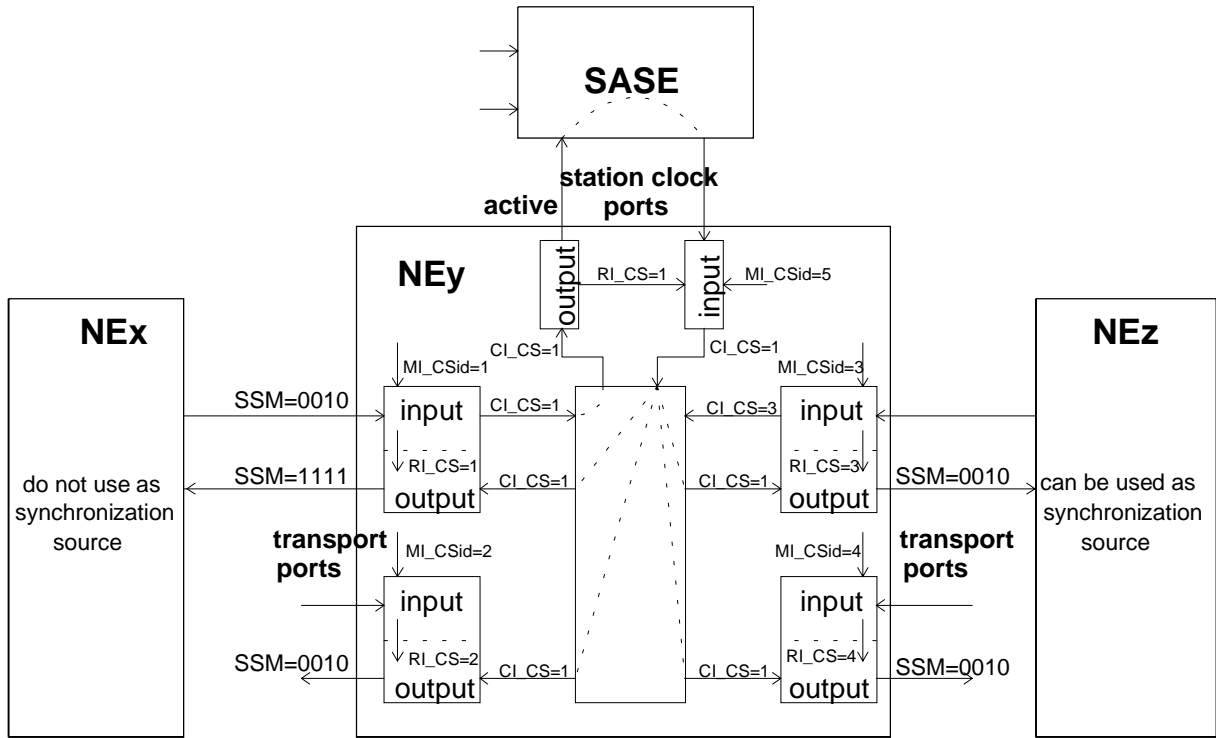 SASE
station clock
ports
active
NEy
output
RI_CS=1
input
MI_CSid=5
CI_CS=1
CI_CS=1
NEx
NEz
MI_CSid=1
MI_CSid=3
SSM=0010
input
CI_CS=1
CI_CS=3
input
RI_CS=1
RI_CS=3
SSM=1111
output
CI_CS=1
CI_CS=1
output
SSM=0010
do not use as
synchronization
source
can be used as
synchronization
source
transport
ports
MI_CSid=2
MI_CSid=4
transport
ports
input
input
RI_CS=2
RI_CS=4
SSM=0010
output
CI_CS=1
CI_CS=1
output
SSM=0010